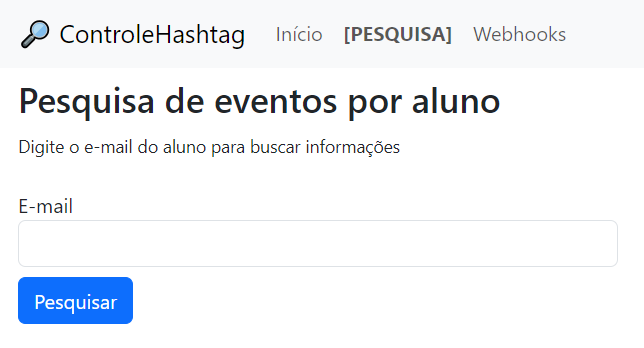 ControleHashtag Início [PESQUISA] Webhooks
Pesquisa de eventos por aluno
Digite o e-mail do aluno para buscar informações
E-mail
Pesquisar